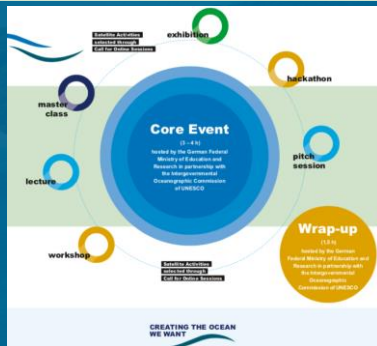 Satellite Activities
selected through
Call for Online Sessions
exhibition
hackathon
master
class
Core Event
(3 – 4 h)
hosted by the German Federal
Ministry of Education and
Research in partnership with
the Intergovernmental
Oceanographic Commission
of UNESCO
pitch
session
lecture
workshop
Wrap-up
(1.5 h)
hosted by the German
Federal Ministry of Education and
Research in partnership with
the Intergovernmental
Oceanographic
Commission of UNESCO
Satellite Activities
selected through
Call for Online Sessions
CREATING THE OCEAN
WE WANT